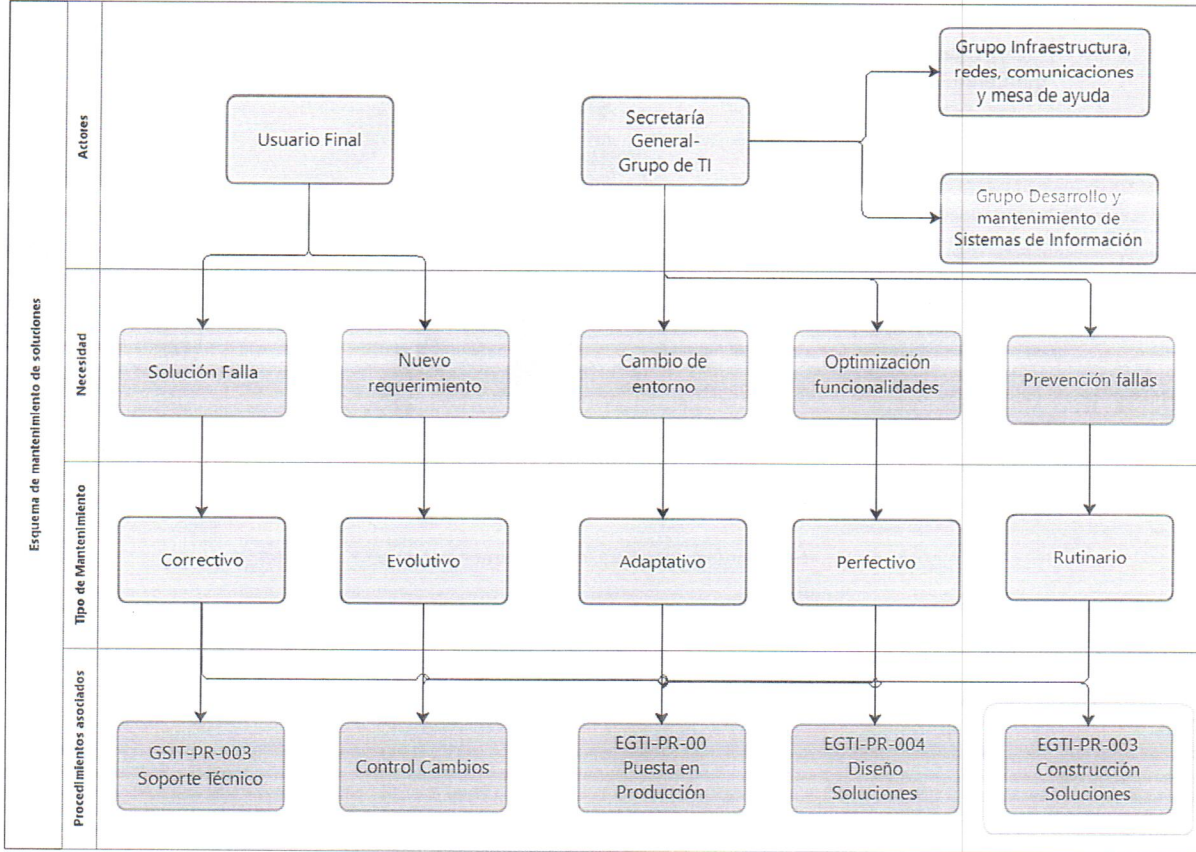 Esquema de mantenimiento de soluciones
Actores
Usuario Final
Secretaría
General-
Grupo de TI
Grupo Infraestructura,
redes, comunicaciones
y mesa de ayuda
Grupo Desarrollo y
mantenimiento de
Sistemas de Información
Necesidad
Solución Falla
Nuevo
requerimiento
Cambio de
entorno
Optimización
funcionalidades
Prevención fallas
Tipo de Mantenimiento
Correctivo
Evolutivo
Adaptativo
Perfectivo
Rutinario
Procedimientos asociados
GSIT-PR-003
Soporte Técnico
Control Cambios
EGTI-PR-00
Puesta en
Producción
EGTI-PR-004
Diseño
Soluciones
EGTI-PR-003
Construcción
Soluciones